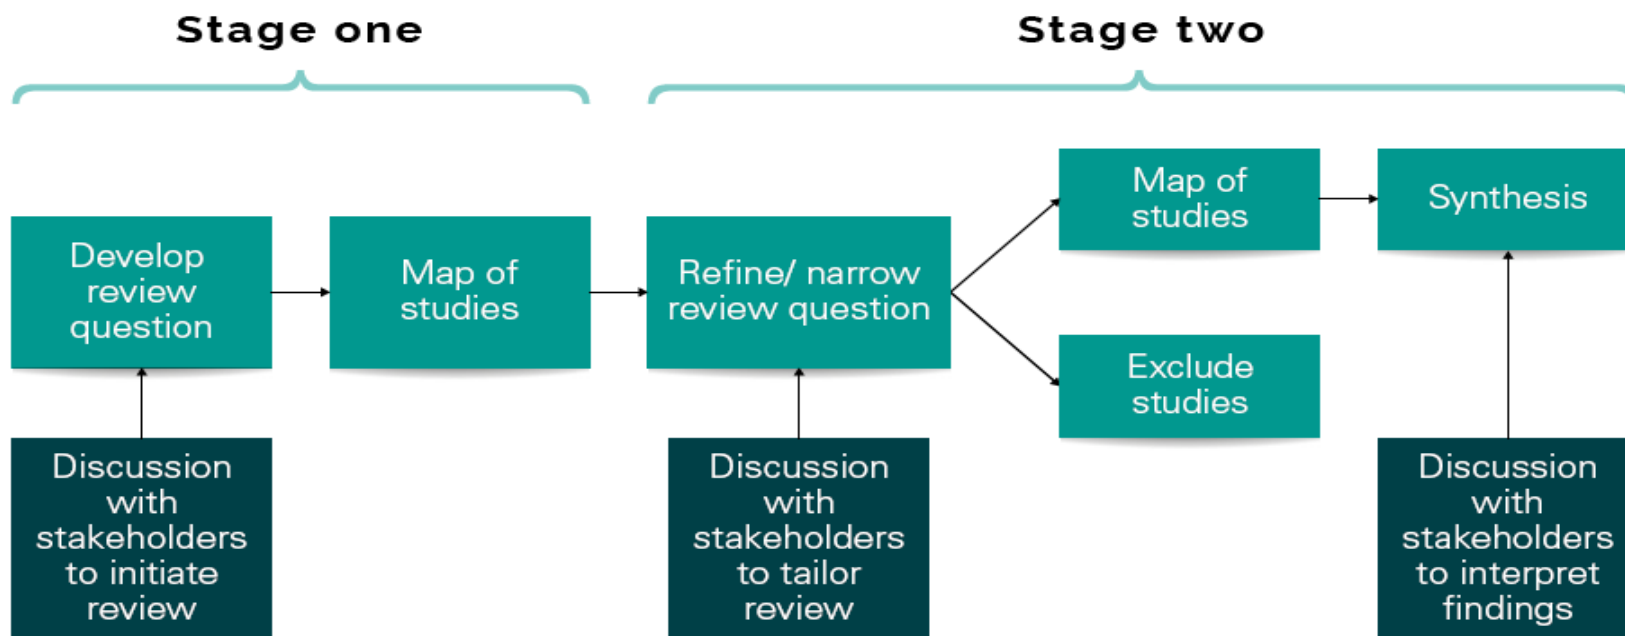 Stage one
Stage two
Develop
review
question
Map of
studies
Refine/ narrow
review question
Map of
studies
Synthesis
Exclude
studies
Discussion
with
stakeholders
to initiate
review
Discussion
with
stakeholders
to tailor
review
Discussion
with
stakeholders
to interpret
findings